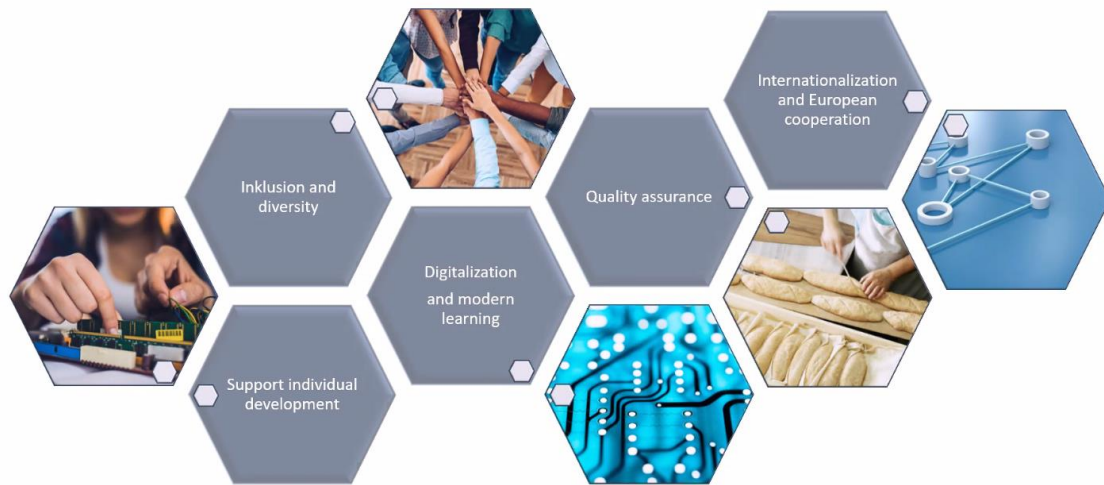 Internationalization
and European
cooperation
Inklusion and
diversity
Quality assurance
Digitalization
and modern
learning
Support individual
development